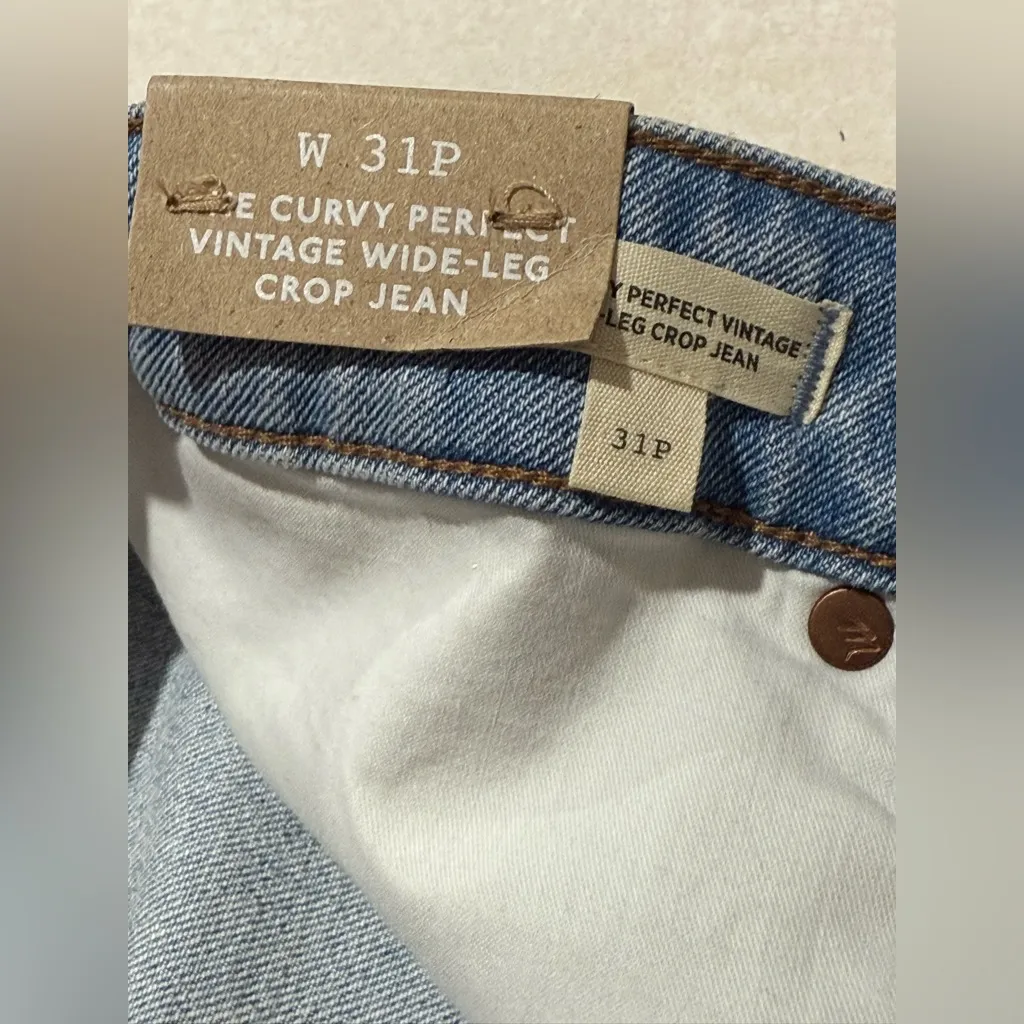 W 31P
CURVY PERFECT
VINTAGE WIDE-LEG
CROP JEAN
PERFECT VINTAGE
-LEG CROP JEAN
31P
m